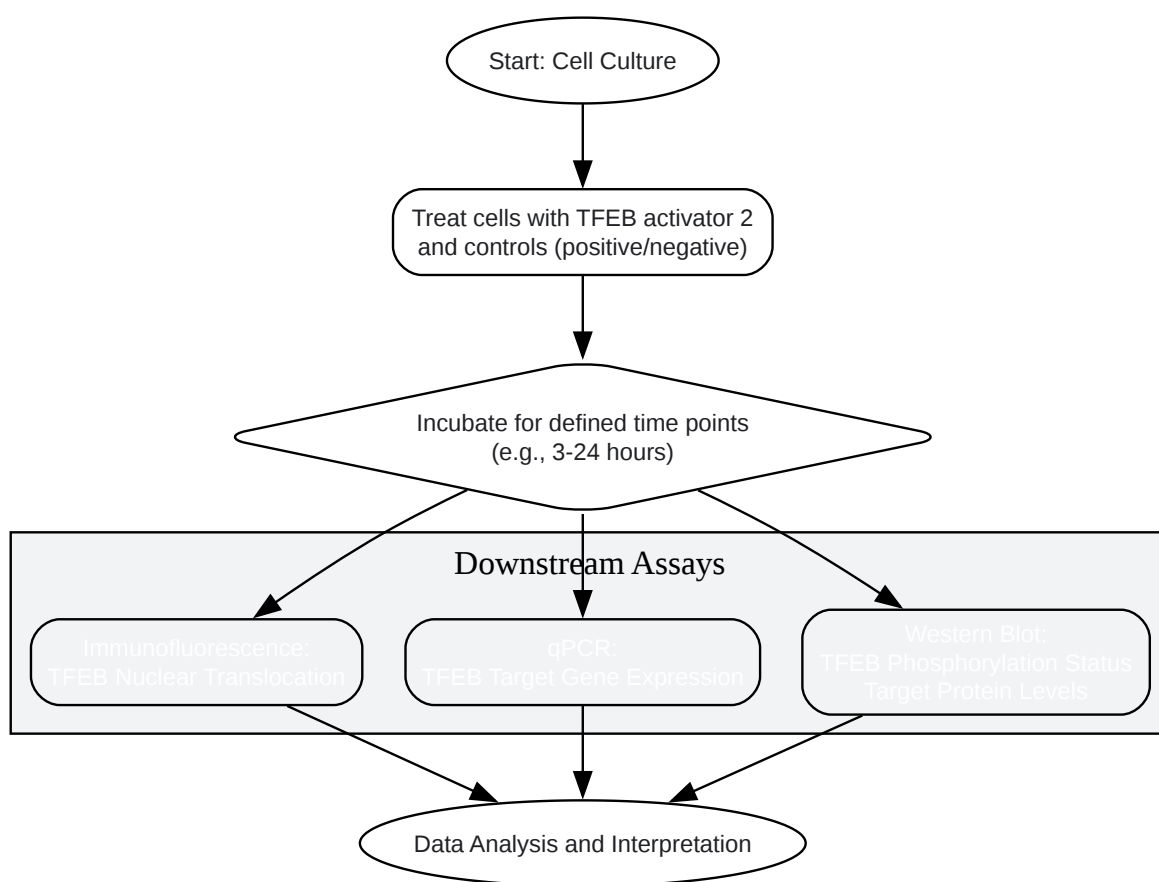 Start: Cell Culture
Treat cells with TFEB activator 2
and controls (positive/negative)
Incubate for defined time points
(e.g., 3-24 hours)
Downstream Assays
Immunofluorescence:
TFEB Nuclear Translocation
qPCR:
TFEB Target Gene Expression
Western Blot:
TFEB Phosphorylation Status
Target Protein Levels
Data Analysis and Interpretation